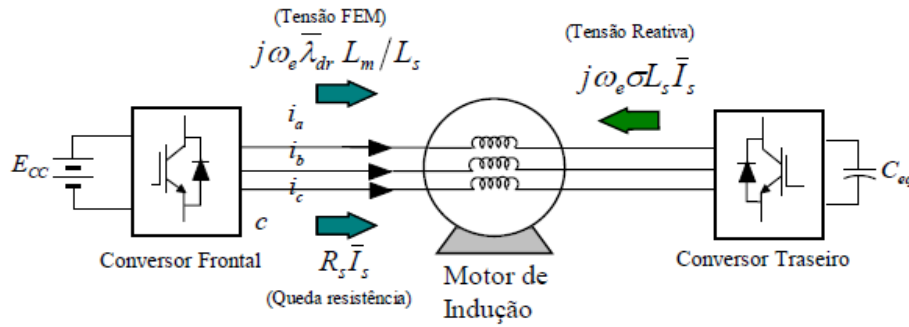 (Tensão FEM)
jω_e λ̄_dr L_m/L_s
(Tensão Reativa)
jω_e σL_s Ī_s
i_a
i_b
i_c
E_CC
C_eq
c
Conversor Frontal
R_s Ī_s
(Queda resistência)
Motor de
Indução
Conversor Traseiro